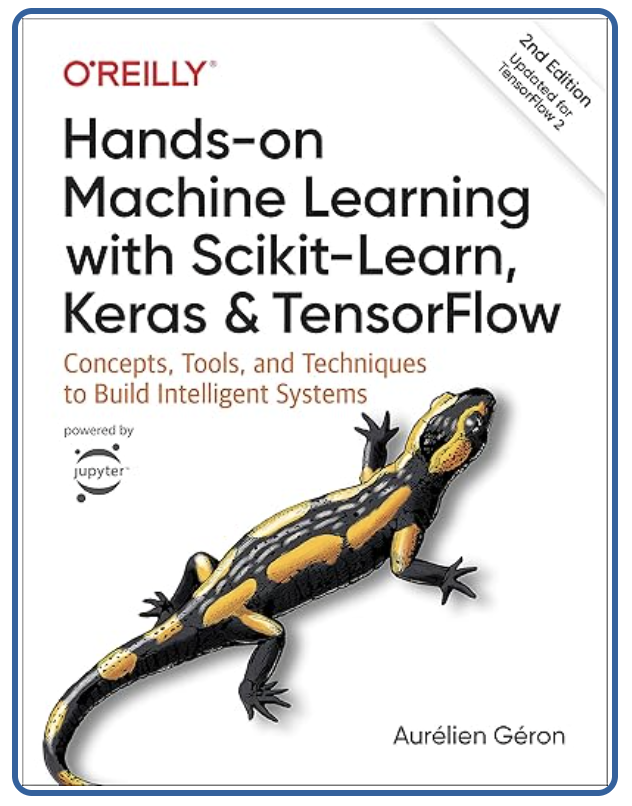 O'REILLY®
2nd Edition
Updated for
TensorFlow 2
Hands-on
Machine Learning
with Scikit-Learn,
Keras & TensorFlow
Concepts, Tools, and Techniques
to Build Intelligent Systems
powered by
jupyter™
Aurélien Géron